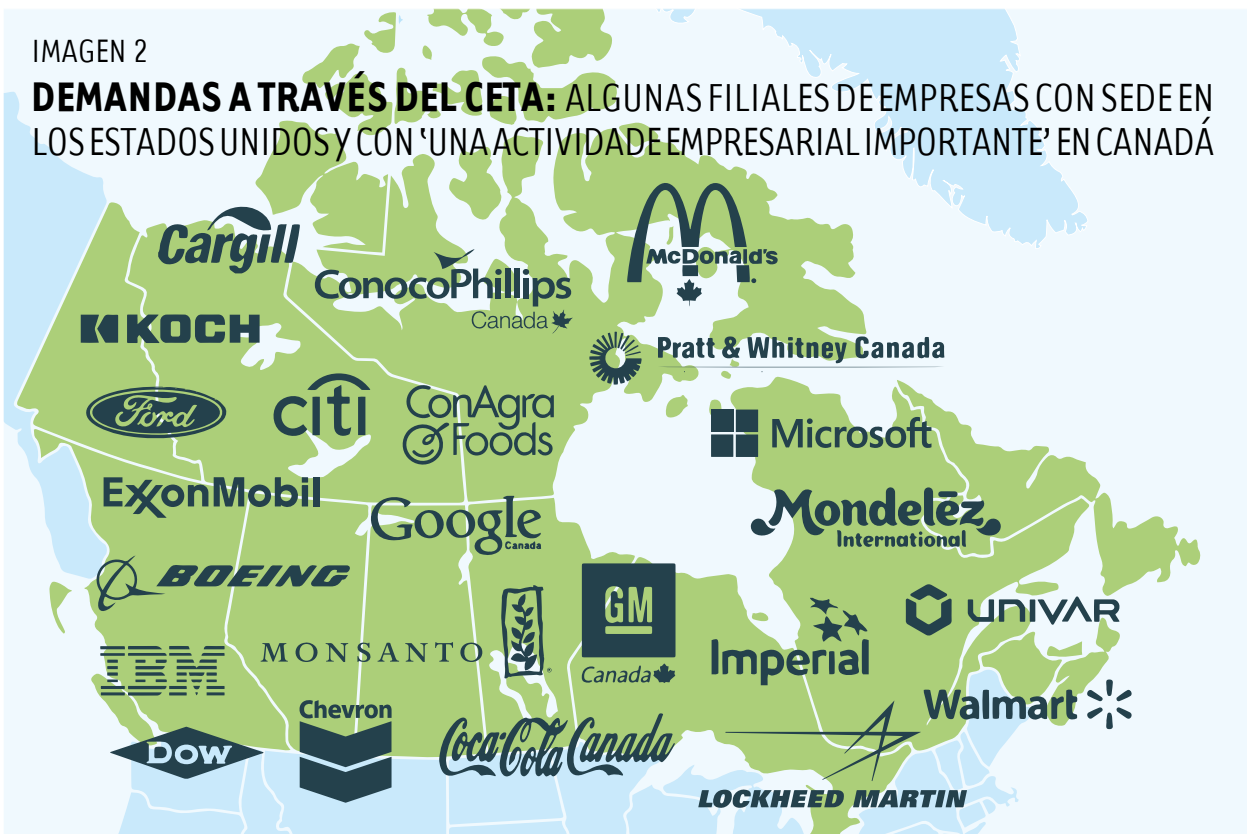 IMAGEN 2
DEMANDAS A TRAVÉS DEL CETA: ALGUNAS FILIALES DE EMPRESAS CON SEDE EN
LOS ESTADOS UNIDOS Y CON ‘UNA ACTIVIDADE EMPRESARIAL IMPORTANTE’ EN CANADÁ
Cargill
ConocoPhillips
Canada
McDonald's
KOCH
Pratt & Whitney Canada
Ford
citi
ConAgra
Foods
Microsoft
ExxonMobil
Google
Canada
Mondelēz
International
BOEING
GM
Canada
UNIVAR
IBM
MONSANTO
Imperial
Walmart
Chevron
DOW
Coca-Cola Canada
LOCKHEED MARTIN